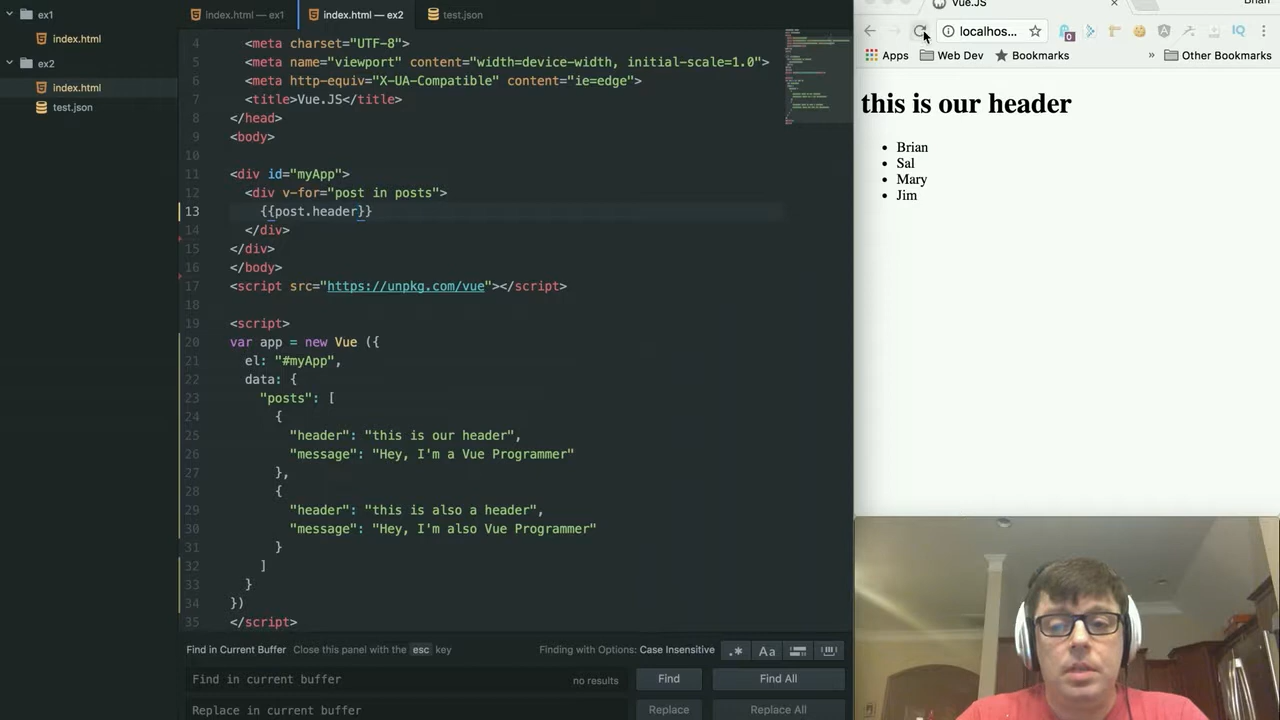 ex1
index.html
ex2
index.html
test.json
index.html — ex1
index.html — ex2
test.json
4 <meta charset="UTF-8">
5 <meta name="viewport" content="width=device-width, initial-scale=1.0">
6 <meta http-equiv="X-UA-Compatible" content="ie=edge">
7 <title>Vue.JS</title>
8 </head>
9 <body>
10
11 <div id="myApp">
12 <div v-for="post in posts">
13 {{post.header}}
14 </div>
15 </div>
16 </body>
17 <script src="https://unpkg.com/vue"></script>
18
19 <script>
20 var app = new Vue ({
21 el: "#myApp",
22 data: {
23 "posts": [
24 {
25 "header": "this is our header",
26 "message": "Hey, I'm a Vue Programmer"
27 },
28 {
29 "header": "this is also a header",
30 "message": "Hey, I'm also Vue Programmer"
31 }
32 ]
33 }
34 })
35 </script>
Find in Current Buffer Close this panel with the esc key Finding with Options: Case Insensitive .* Aa
Find in current buffer no results Find Find All
Replace in current buffer Replace Replace All
Vue.JS Brian
localhos... 0 IQ
Apps Web Dev Bookmarks » Other Bookmarks
this is our header
Brian
Sal
Mary
Jim